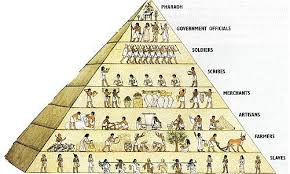 PHARAOH
GOVERNMENT OFFICIALS
SOLDIERS
SCRIBES
MERCHANTS
ARTISANS
FARMERS
SLAVES